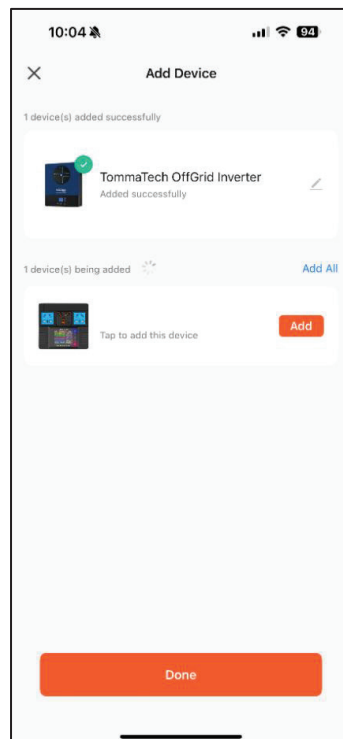 10:04
94
Add Device
1 device(s) added successfully
TommaTech OffGrid Inverter
Added successfully
1 device(s) being added
Add All
Tap to add this device
Add
Done